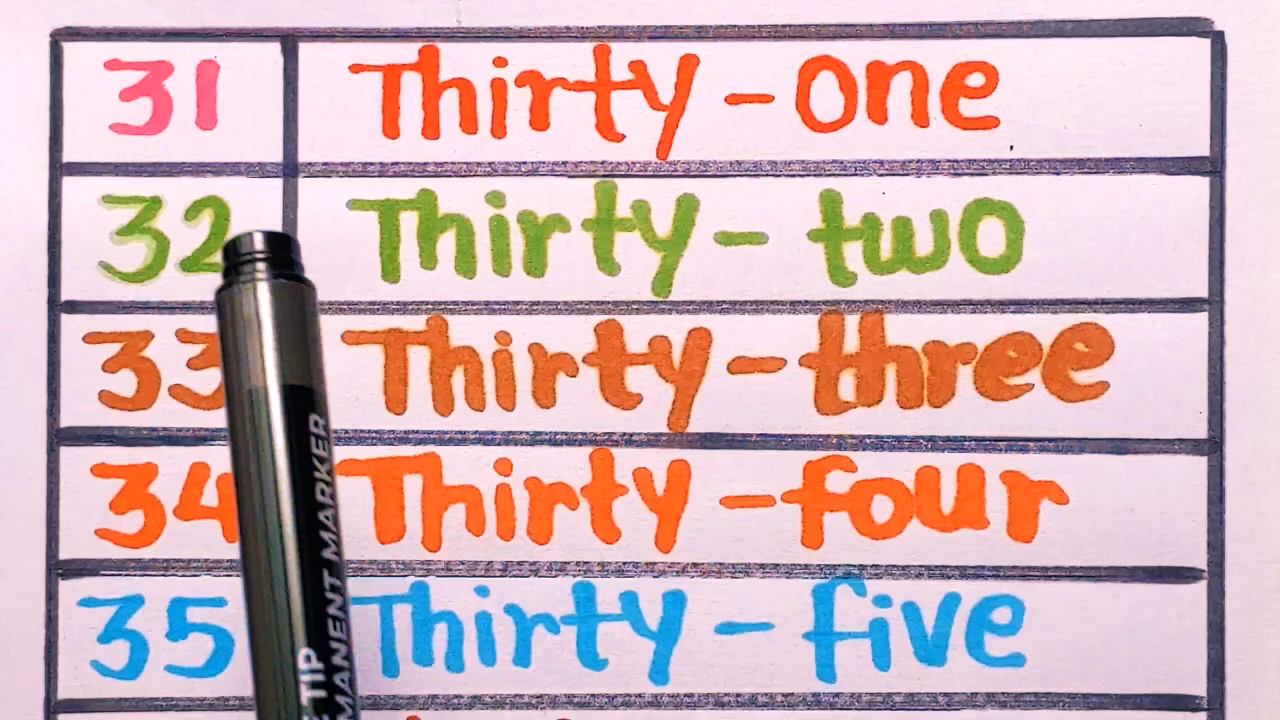 31 Thirty-one
32 Thirty-two
33 Thirty-three
34 Thirty-four
35 Thirty-five
TIP
MANENT MARKER